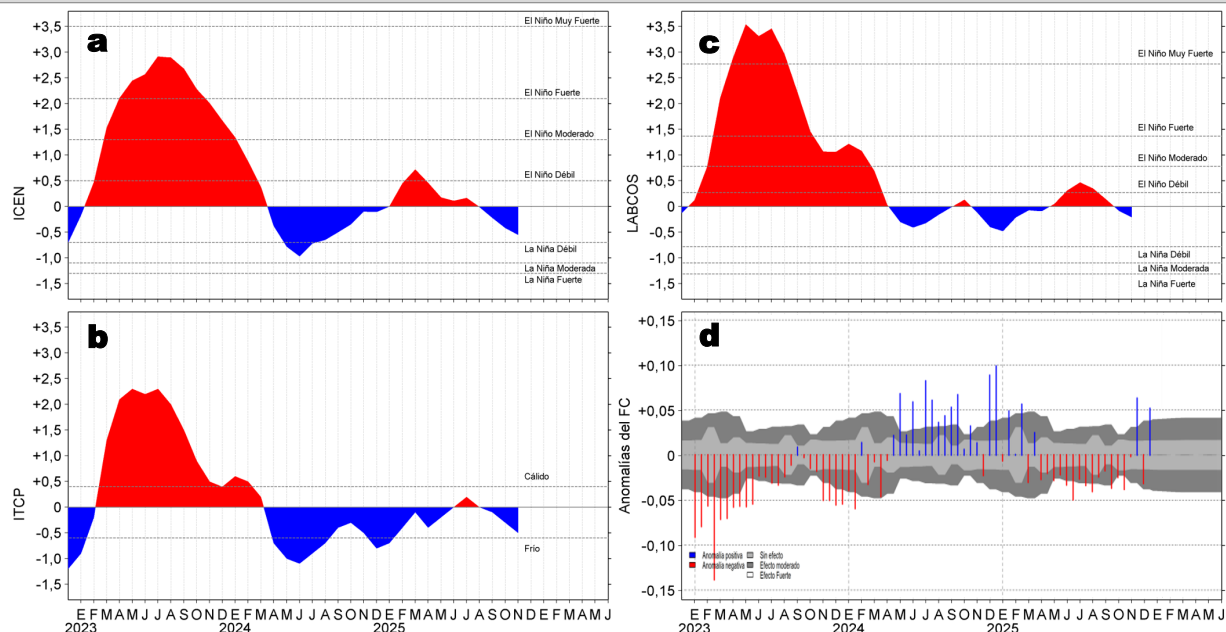 a
ICEN
+3,5
+3,0
+2,5
+2,0
+1,5
+1,0
+0,5
0
-0,5
-1,0
-1,5
El Niño Muy Fuerte
El Niño Fuerte
El Niño Moderado
El Niño Débil
La Niña Débil
La Niña Moderada
La Niña Fuerte
c
LABCOS
+3,5
+3,0
+2,5
+2,0
+1,5
+1,0
+0,5
0
-0,5
-1,0
-1,5
El Niño Muy Fuerte
El Niño Fuerte
El Niño Moderado
El Niño Débil
La Niña Débil
La Niña Moderada
La Niña Fuerte
b
ITCP
+3,5
+3,0
+2,5
+2,0
+1,5
+1,0
+0,5
0
-0,5
-1,0
-1,5
Cálido
Frio
E F M A M J J A S O N D E F M A M J J A S O N D E F M A M J J A S O N D E F M A M J J
2023 2024 2025
d
Anomalías del FC
+0,15
+0,10
+0,05
0
-0,05
-0,10
-0,15
Anomalía positiva
Anomalía negativa
Sin efecto
Efecto moderado
Efecto Fuerte
E F M A M J J A S O N D E F M A M J J A S O N D E F M A M J J A S O N D E F M A M J J
2023 2024 2025